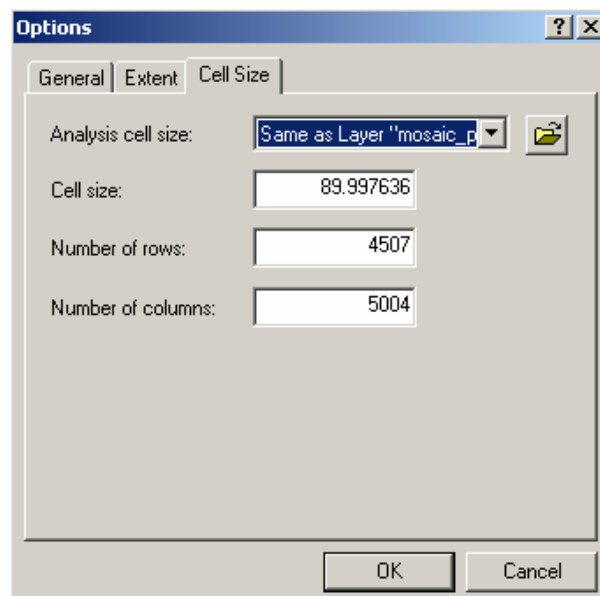 Options
General Extent Cell Size
Analysis cell size: Same as Layer "mosaic_p
Cell size: 89.997636
Number of rows: 4507
Number of columns: 5004
OK Cancel